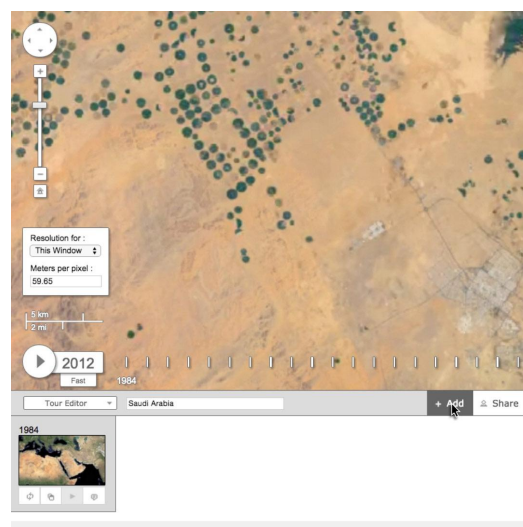 +
−
Resolution for :
This Window
Meters per pixel :
59.65
5 km
2 mi
2012
Fast
1984
Tour Editor
Saudi Arabia
+ Add
Share
1984